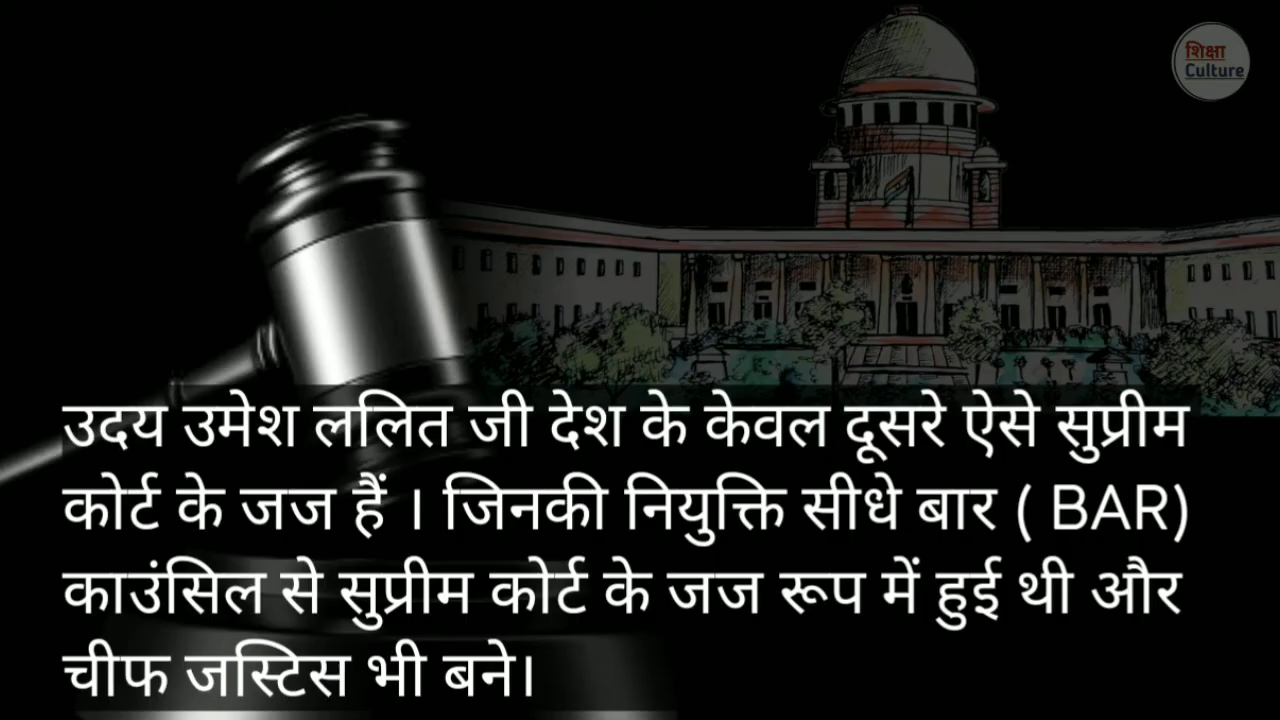 शिक्षा
Culture
उदय उमेश ललित जी देश के केवल दूसरे ऐसे सुप्रीम
कोर्ट के जज हैं । जिनकी नियुक्ति सीधे बार ( BAR)
काउंसिल से सुप्रीम कोर्ट के जज रूप में हुई थी और
चीफ जस्टिस भी बने।